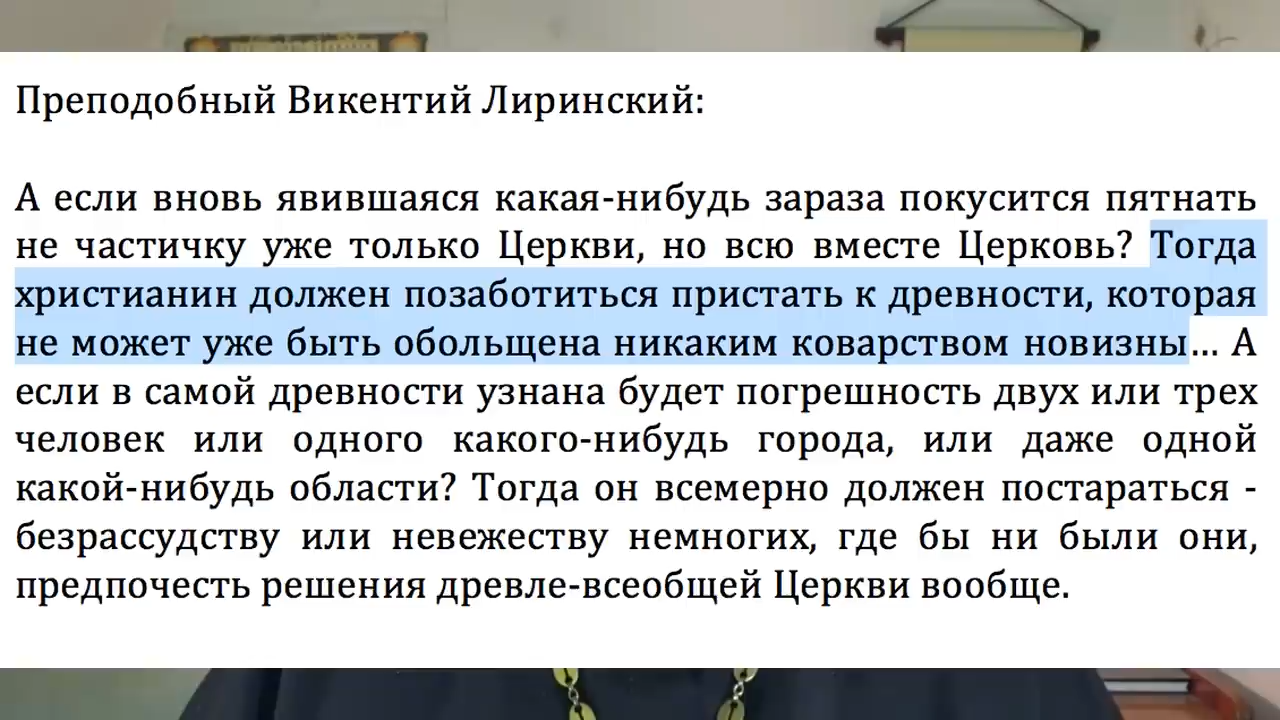 Преподобный Викентий Лиринский:
А если вновь явившаяся какая-нибудь зараза покусится пятнать
не частичку уже только Церкви, но всю вместе Церковь? Тогда
христианин должен позаботиться пристать к древности, которая
не может уже быть обольщена никаким коварством новизны... А
если в самой древности узнана будет погрешность двух или трех
человек или одного какого-нибудь города, или даже одной
какой-нибудь области? Тогда он всемерно должен постараться -
безрассудству или невежеству немногих, где бы ни были они,
предпочесть решения древле-всеобщей Церкви вообще.